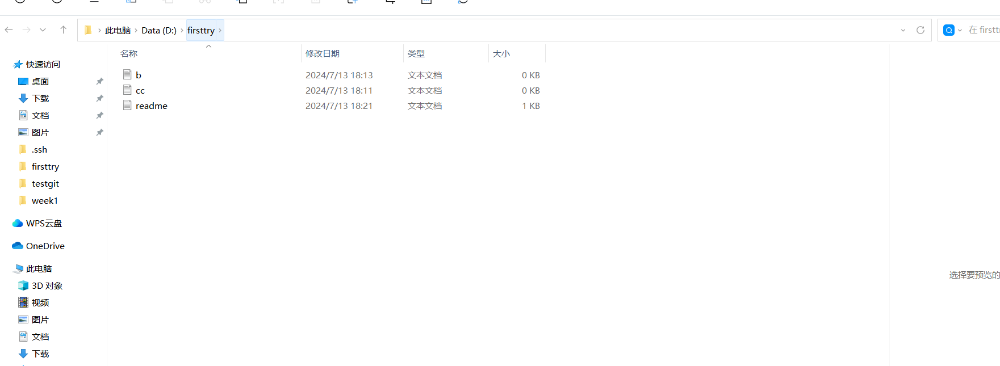 此电脑 Data (D:) firsttry
在 firstt
名称 修改日期 类型 大小
b 2024/7/13 18:13 文本文档 0 KB
cc 2024/7/13 18:11 文本文档 0 KB
readme 2024/7/13 18:21 文本文档 1 KB
快速访问
桌面
下载
文档
图片
.ssh
firsttry
testgit
week1
WPS云盘
OneDrive
此电脑
3D 对象
视频
图片
文档
下载
选择要预览的